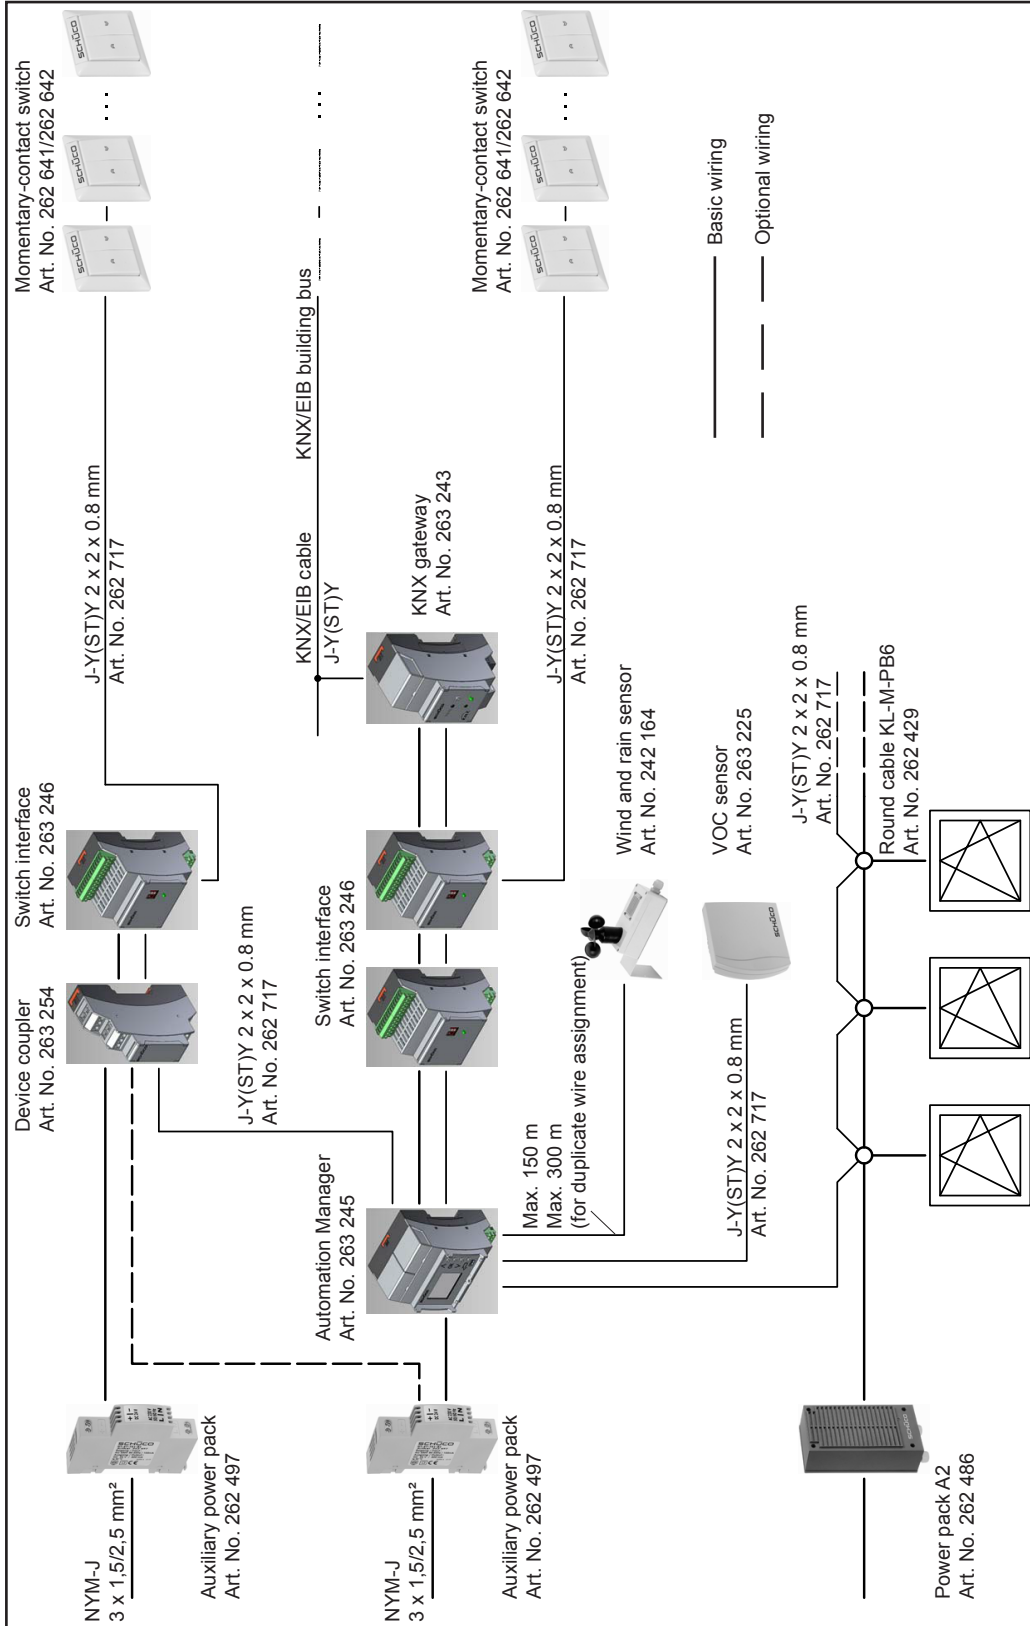 NYM-J
3 x 1,5/2,5 mm²
SCHÜCO
L N
Auxiliary power pack
Art. No. 262 497
Device coupler
Art. No. 263 254
Switch interface
Art. No. 263 246
J-Y(ST)Y 2 x 2 x 0.8 mm
Art. No. 262 717
Momentary-contact switch
Art. No. 262 641/262 642
SCHÜCO
SCHÜCO
SCHÜCO
J-Y(ST)Y 2 x 2 x 0.8 mm
Art. No. 262 717
KNX/EIB cable
J-Y(ST)Y
KNX/EIB building bus
NYM-J
3 x 1,5/2,5 mm²
SCHÜCO
L N
Auxiliary power pack
Art. No. 262 497
Automation Manager
Art. No. 263 245
Switch interface
Art. No. 263 246
KNX gateway
Art. No. 263 243
J-Y(ST)Y 2 x 2 x 0.8 mm
Art. No. 262 717
Momentary-contact switch
Art. No. 262 641/262 642
SCHÜCO
SCHÜCO
SCHÜCO
Max. 150 m
Max. 300 m
(for duplicate wire assignment)
Wind and rain sensor
Art. No. 242 164
J-Y(ST)Y 2 x 2 x 0.8 mm
Art. No. 262 717
VOC sensor
Art. No. 263 225
SCHÜCO
Basic wiring
Optional wiring
J-Y(ST)Y 2 x 2 x 0.8 mm
Art. No. 262 717
Round cable KL-M-PB6
Art. No. 262 429
Power pack A2
Art. No. 262 486